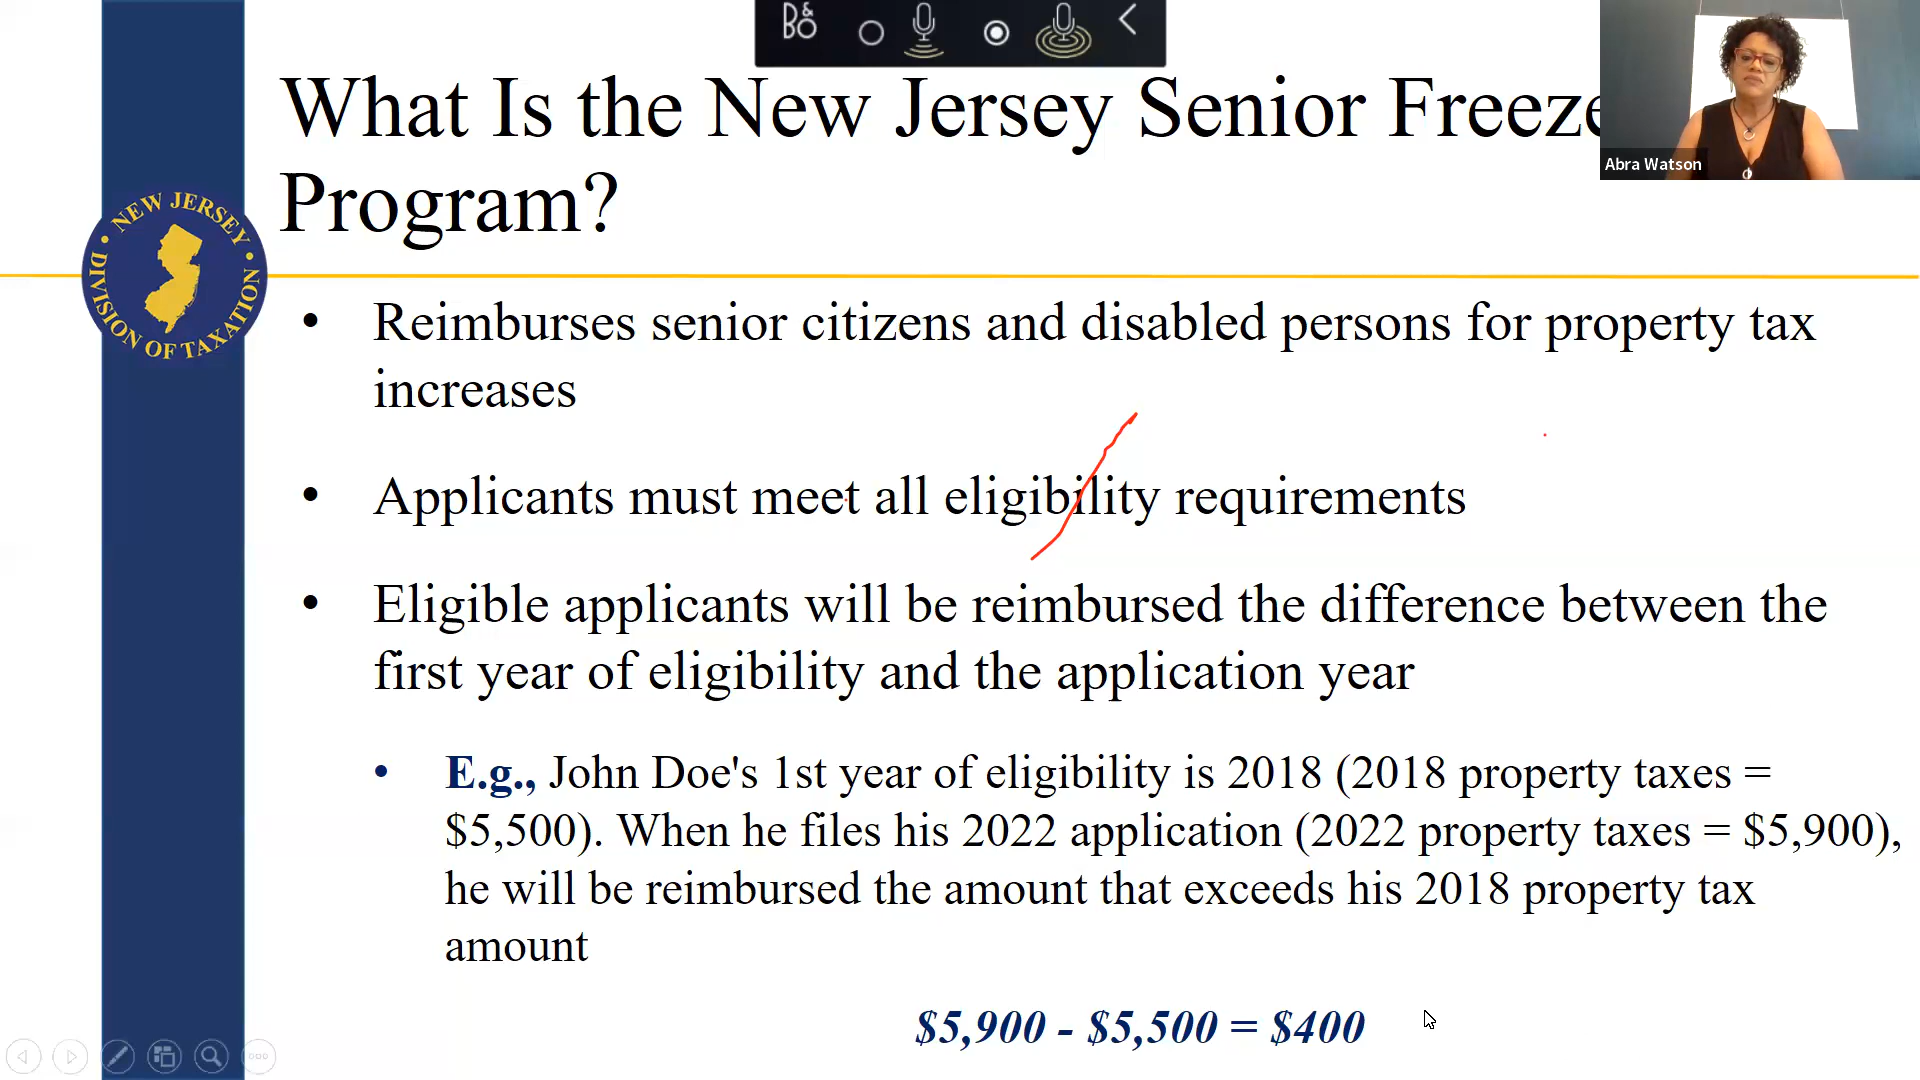 B&O
What Is the New Jersey Senior Freeze
Program?
Abra Watson
NEW JERSEY
DIVISION OF TAXATION
• Reimburses senior citizens and disabled persons for property tax
increases
• Applicants must meet all eligibility requirements
• Eligible applicants will be reimbursed the difference between the
first year of eligibility and the application year
• E.g., John Doe's 1st year of eligibility is 2018 (2018 property taxes =
$5,500). When he files his 2022 application (2022 property taxes = $5,900),
he will be reimbursed the amount that exceeds his 2018 property tax
amount
$5,900 - $5,500 = $400